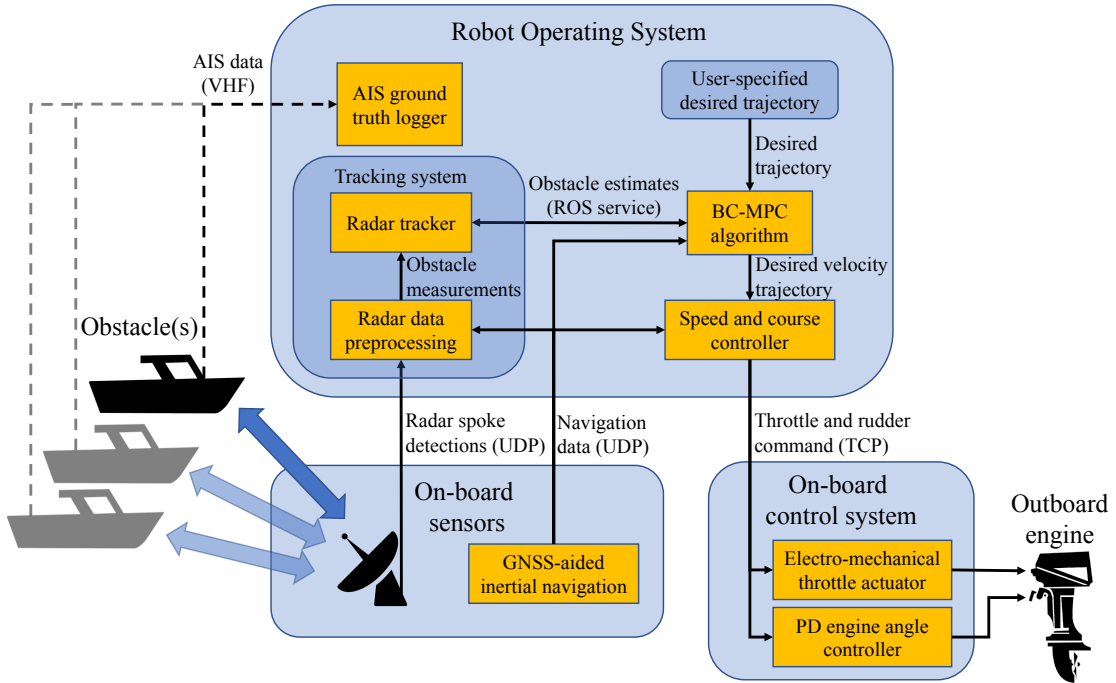 Robot Operating System
AIS data
(VHF)
AIS ground
truth logger
User-specified
desired trajectory
Desired
trajectory
Tracking system
Obstacle estimates
(ROS service)
Radar tracker
BC-MPC
algorithm
Obstacle
measurements
Desired velocity
trajectory
Obstacle(s)
Radar data
preprocessing
Speed and course
controller
Radar spoke
detections (UDP)
Navigation
data (UDP)
Throttle and rudder
command (TCP)
On-board
sensors
On-board
control system
Outboard
engine
GNSS-aided
inertial navigation
Electro-mechanical
throttle actuator
PD engine angle
controller